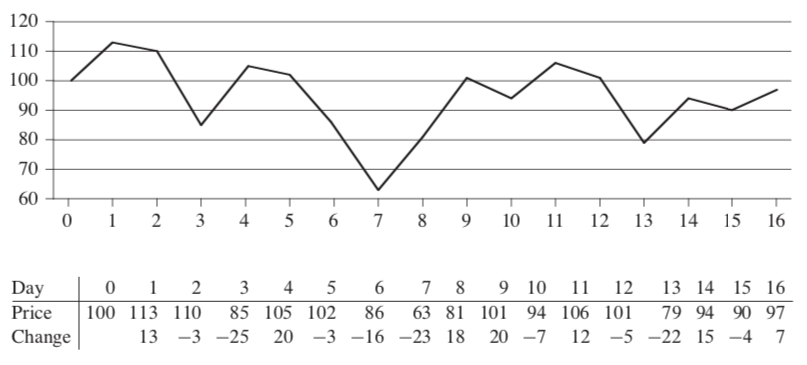 120
110
100
90
80
70
60
0 1 2 3 4 5 6 7 8 9 10 11 12 13 14 15 16
Day 0 1 2 3 4 5 6 7 8 9 10 11 12 13 14 15 16
Price 100 113 110 85 105 102 86 63 81 101 94 106 101 79 94 90 97
Change 13 −3 −25 20 −3 −16 −23 18 20 −7 12 −5 −22 15 −4 7